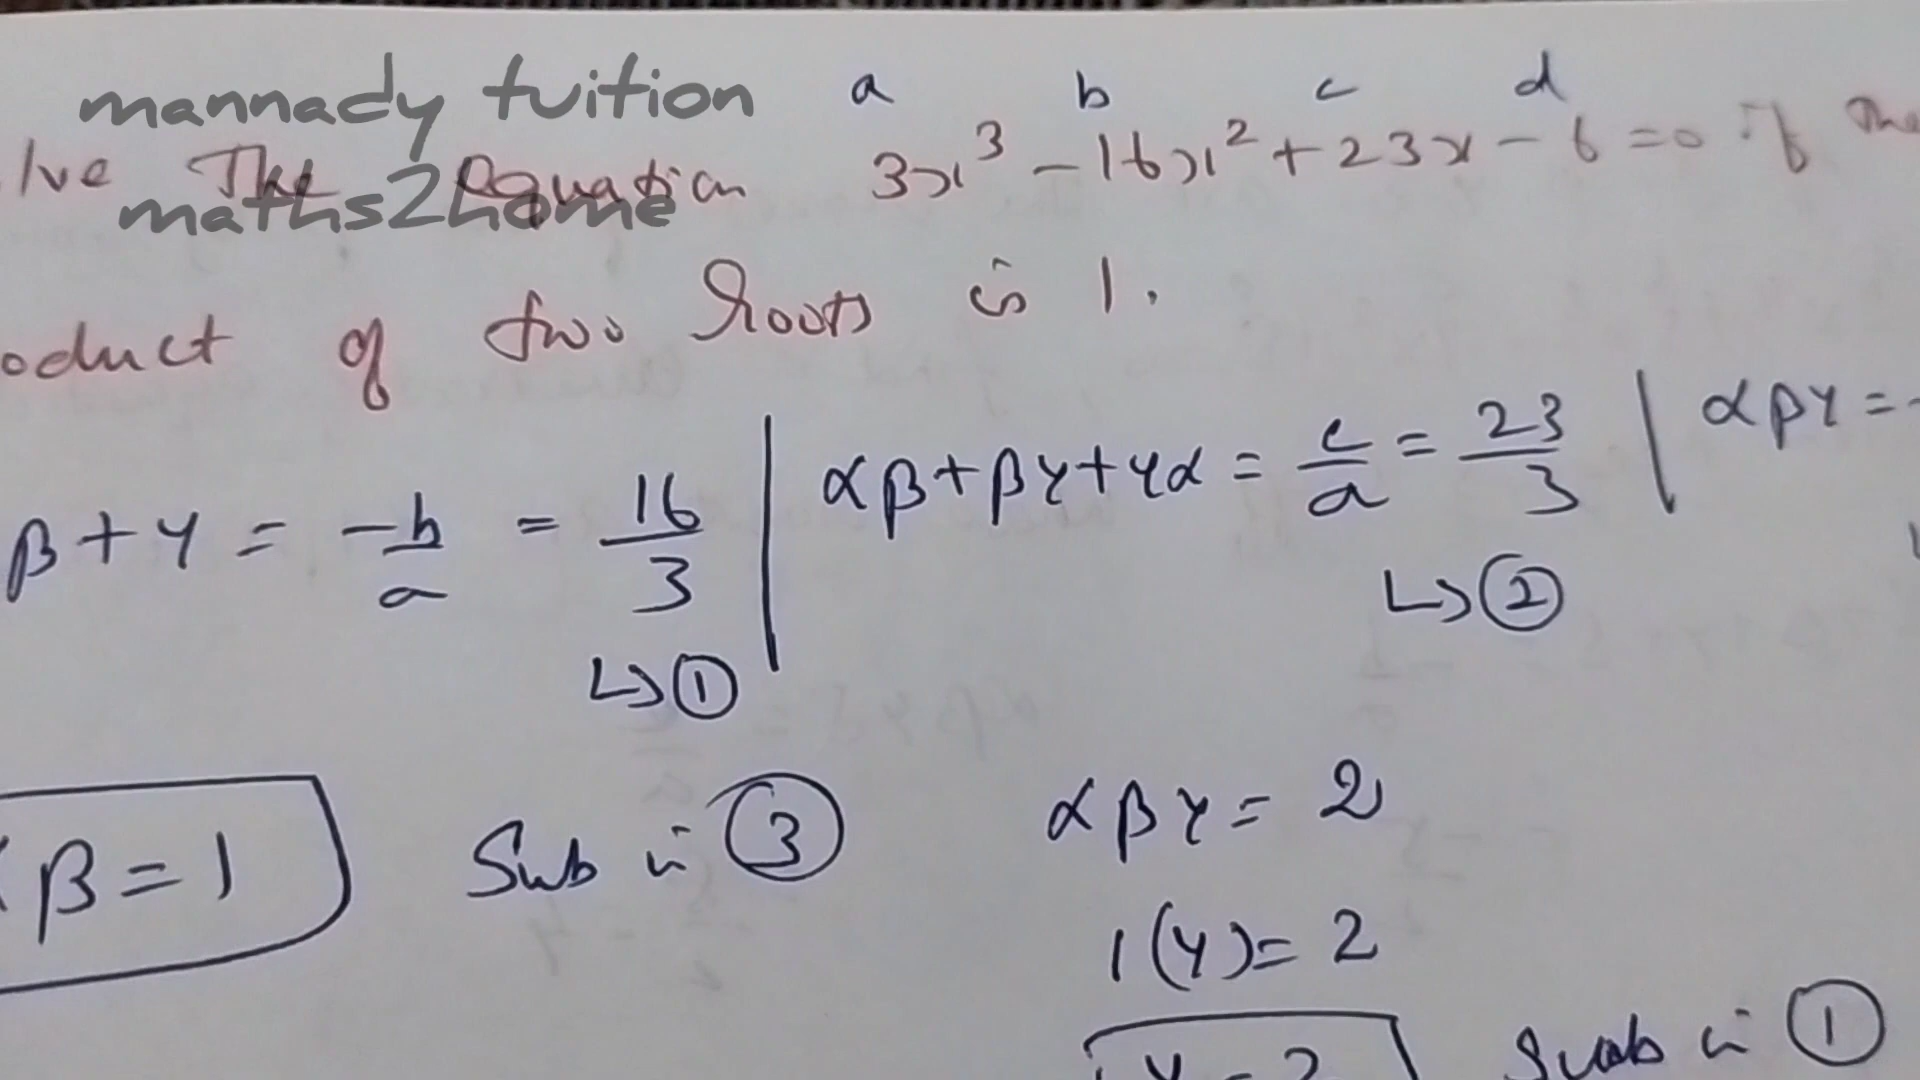 mannady tuition
maths2home
a b c d
lve The Equation 3x³ - 16x² + 23x - 6 = 0 if the
oduct of two Roots is 1.
β + γ = -b/a = 16/3 | αβ + βγ + γα = c/a = 23/3 | αβγ = -
↳ ①
↳ ②
β = 1 Sub in ③ αβγ = 2
1(γ) = 2
γ = 2 Sub in ①